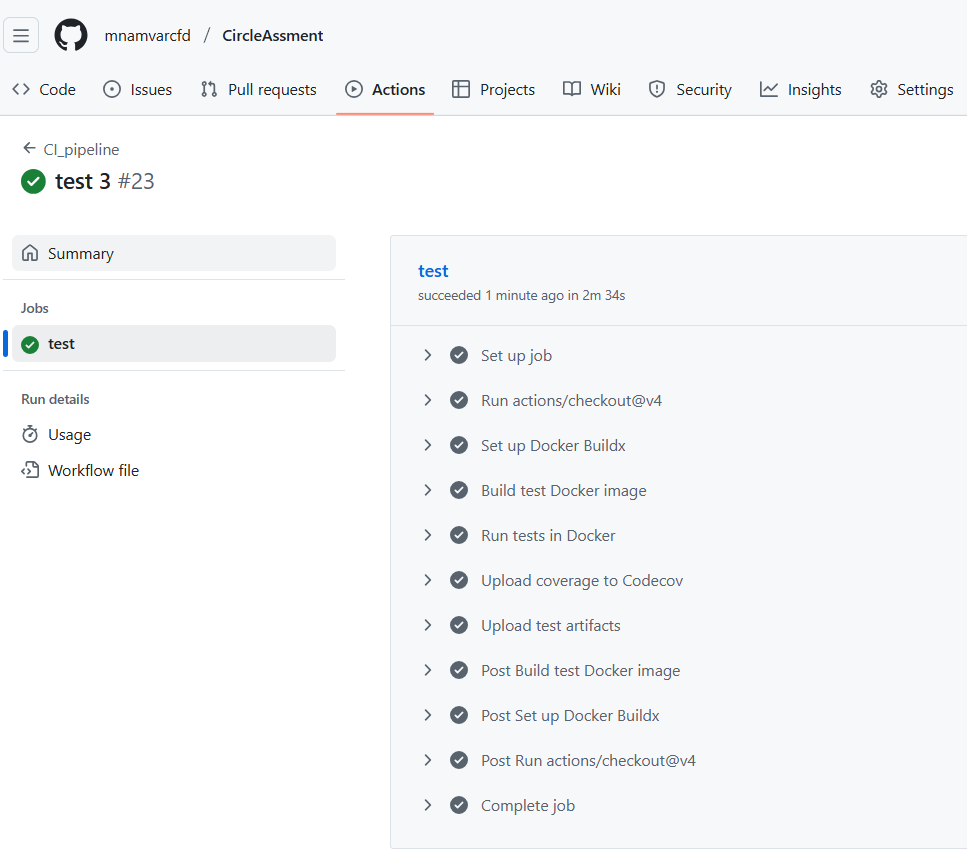 mnamvarcfd / CircleAssment
Code Issues Pull requests Actions Projects Wiki Security Insights Settings
CI_pipeline
test 3 #23
Summary
Jobs
test
Run details
Usage
Workflow file
test
succeeded 1 minute ago in 2m 34s
Set up job
Run actions/checkout@v4
Set up Docker Buildx
Build test Docker image
Run tests in Docker
Upload coverage to Codecov
Upload test artifacts
Post Build test Docker image
Post Set up Docker Buildx
Post Run actions/checkout@v4
Complete job